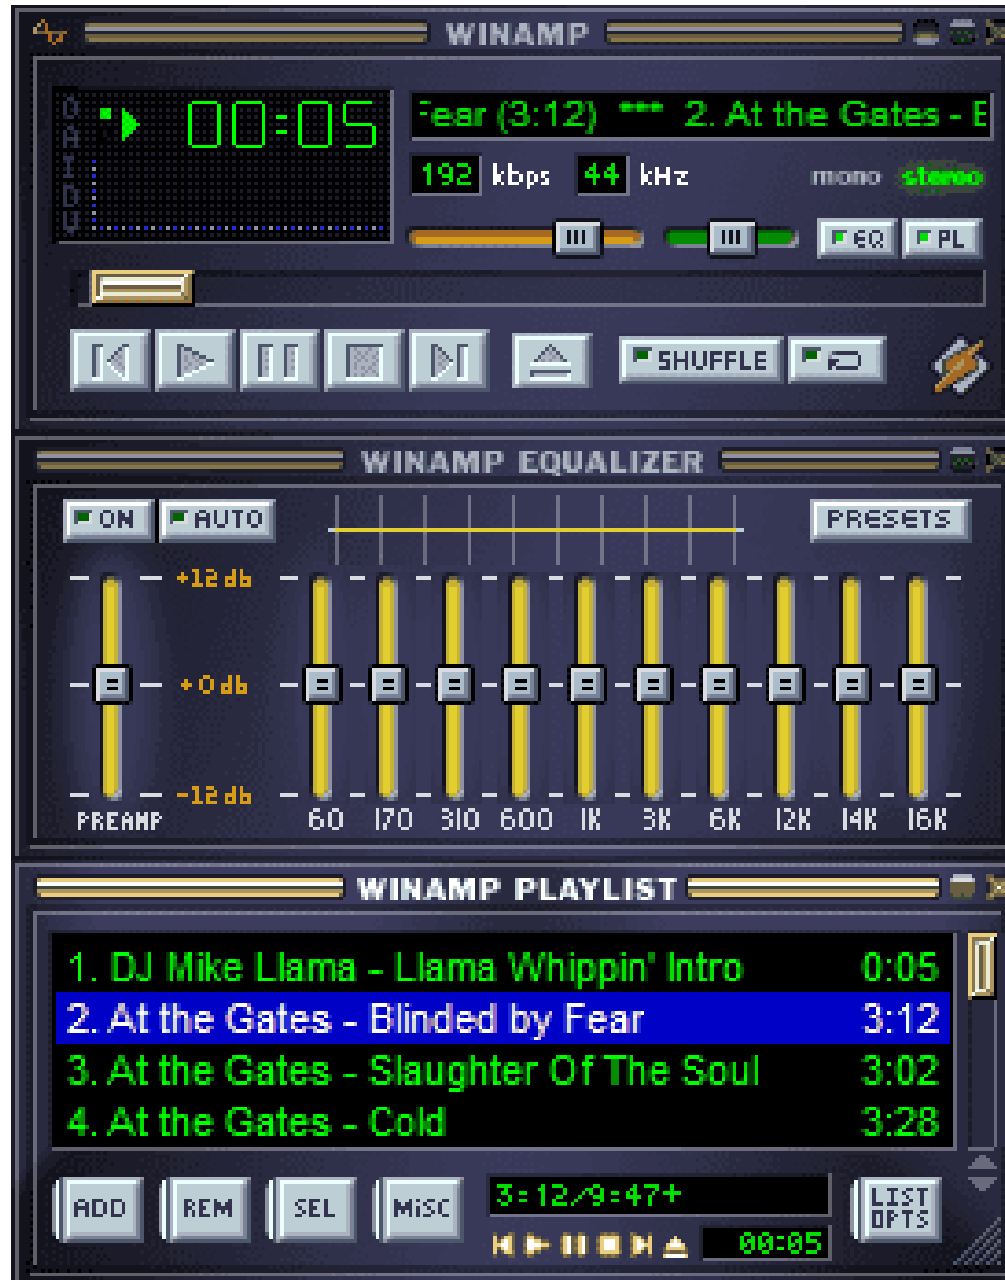 WINAMP
O
A
I
D
V
00:05
Fear (3:12) *** 2. At the Gates - B
192 kbps 44 kHz mono stereo
EQ PL
SHUFFLE
WINAMP EQUALIZER
ON AUTO PRESETS
+12 db
+0 db
-12 db
PREAMP 60 170 310 600 1K 3K 6K 12K 14K 16K
WINAMP PLAYLIST
1. DJ Mike Llama - Llama Whippin' Intro 0:05
2. At the Gates - Blinded by Fear 3:12
3. At the Gates - Slaughter Of The Soul 3:02
4. At the Gates - Cold 3:28
ADD REM SEL MISC 3:12/9:47+ LIST OPTS
00:05